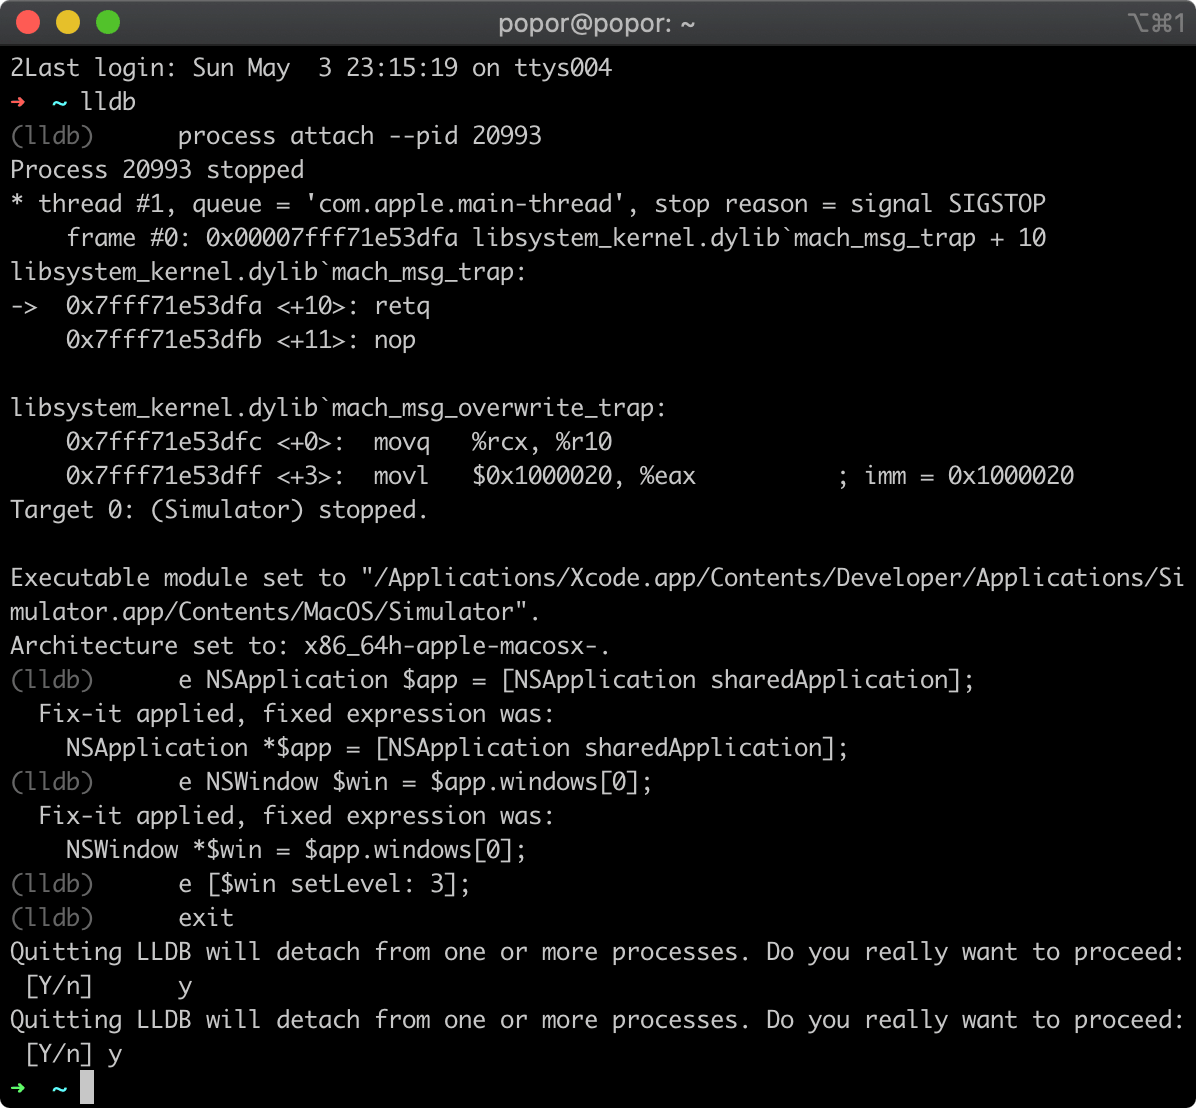 popor@popor: ~
⌥⌘1
2Last login: Sun May  3 23:15:19 on ttys004
➜  ~ lldb
(lldb)      process attach --pid 20993
Process 20993 stopped
* thread #1, queue = 'com.apple.main-thread', stop reason = signal SIGSTOP
    frame #0: 0x00007fff71e53dfa libsystem_kernel.dylib`mach_msg_trap + 10
libsystem_kernel.dylib`mach_msg_trap:
->  0x7fff71e53dfa <+10>: retq
    0x7fff71e53dfb <+11>: nop
libsystem_kernel.dylib`mach_msg_overwrite_trap:
    0x7fff71e53dfc <+0>:  movq   %rcx, %r10
    0x7fff71e53dff <+3>:  movl   $0x1000020, %eax          ; imm = 0x1000020
Target 0: (Simulator) stopped.
Executable module set to "/Applications/Xcode.app/Contents/Developer/Applications/Si
mulator.app/Contents/MacOS/Simulator".
Architecture set to: x86_64h-apple-macosx-.
(lldb)      e NSApplication $app = [NSApplication sharedApplication];
  Fix-it applied, fixed expression was:
    NSApplication *$app = [NSApplication sharedApplication];
(lldb)      e NSWindow $win = $app.windows[0];
  Fix-it applied, fixed expression was:
    NSWindow *$win = $app.windows[0];
(lldb)      e [$win setLevel: 3];
(lldb)      exit
Quitting LLDB will detach from one or more processes. Do you really want to proceed:
 [Y/n]      y
Quitting LLDB will detach from one or more processes. Do you really want to proceed:
 [Y/n] y
➜  ~